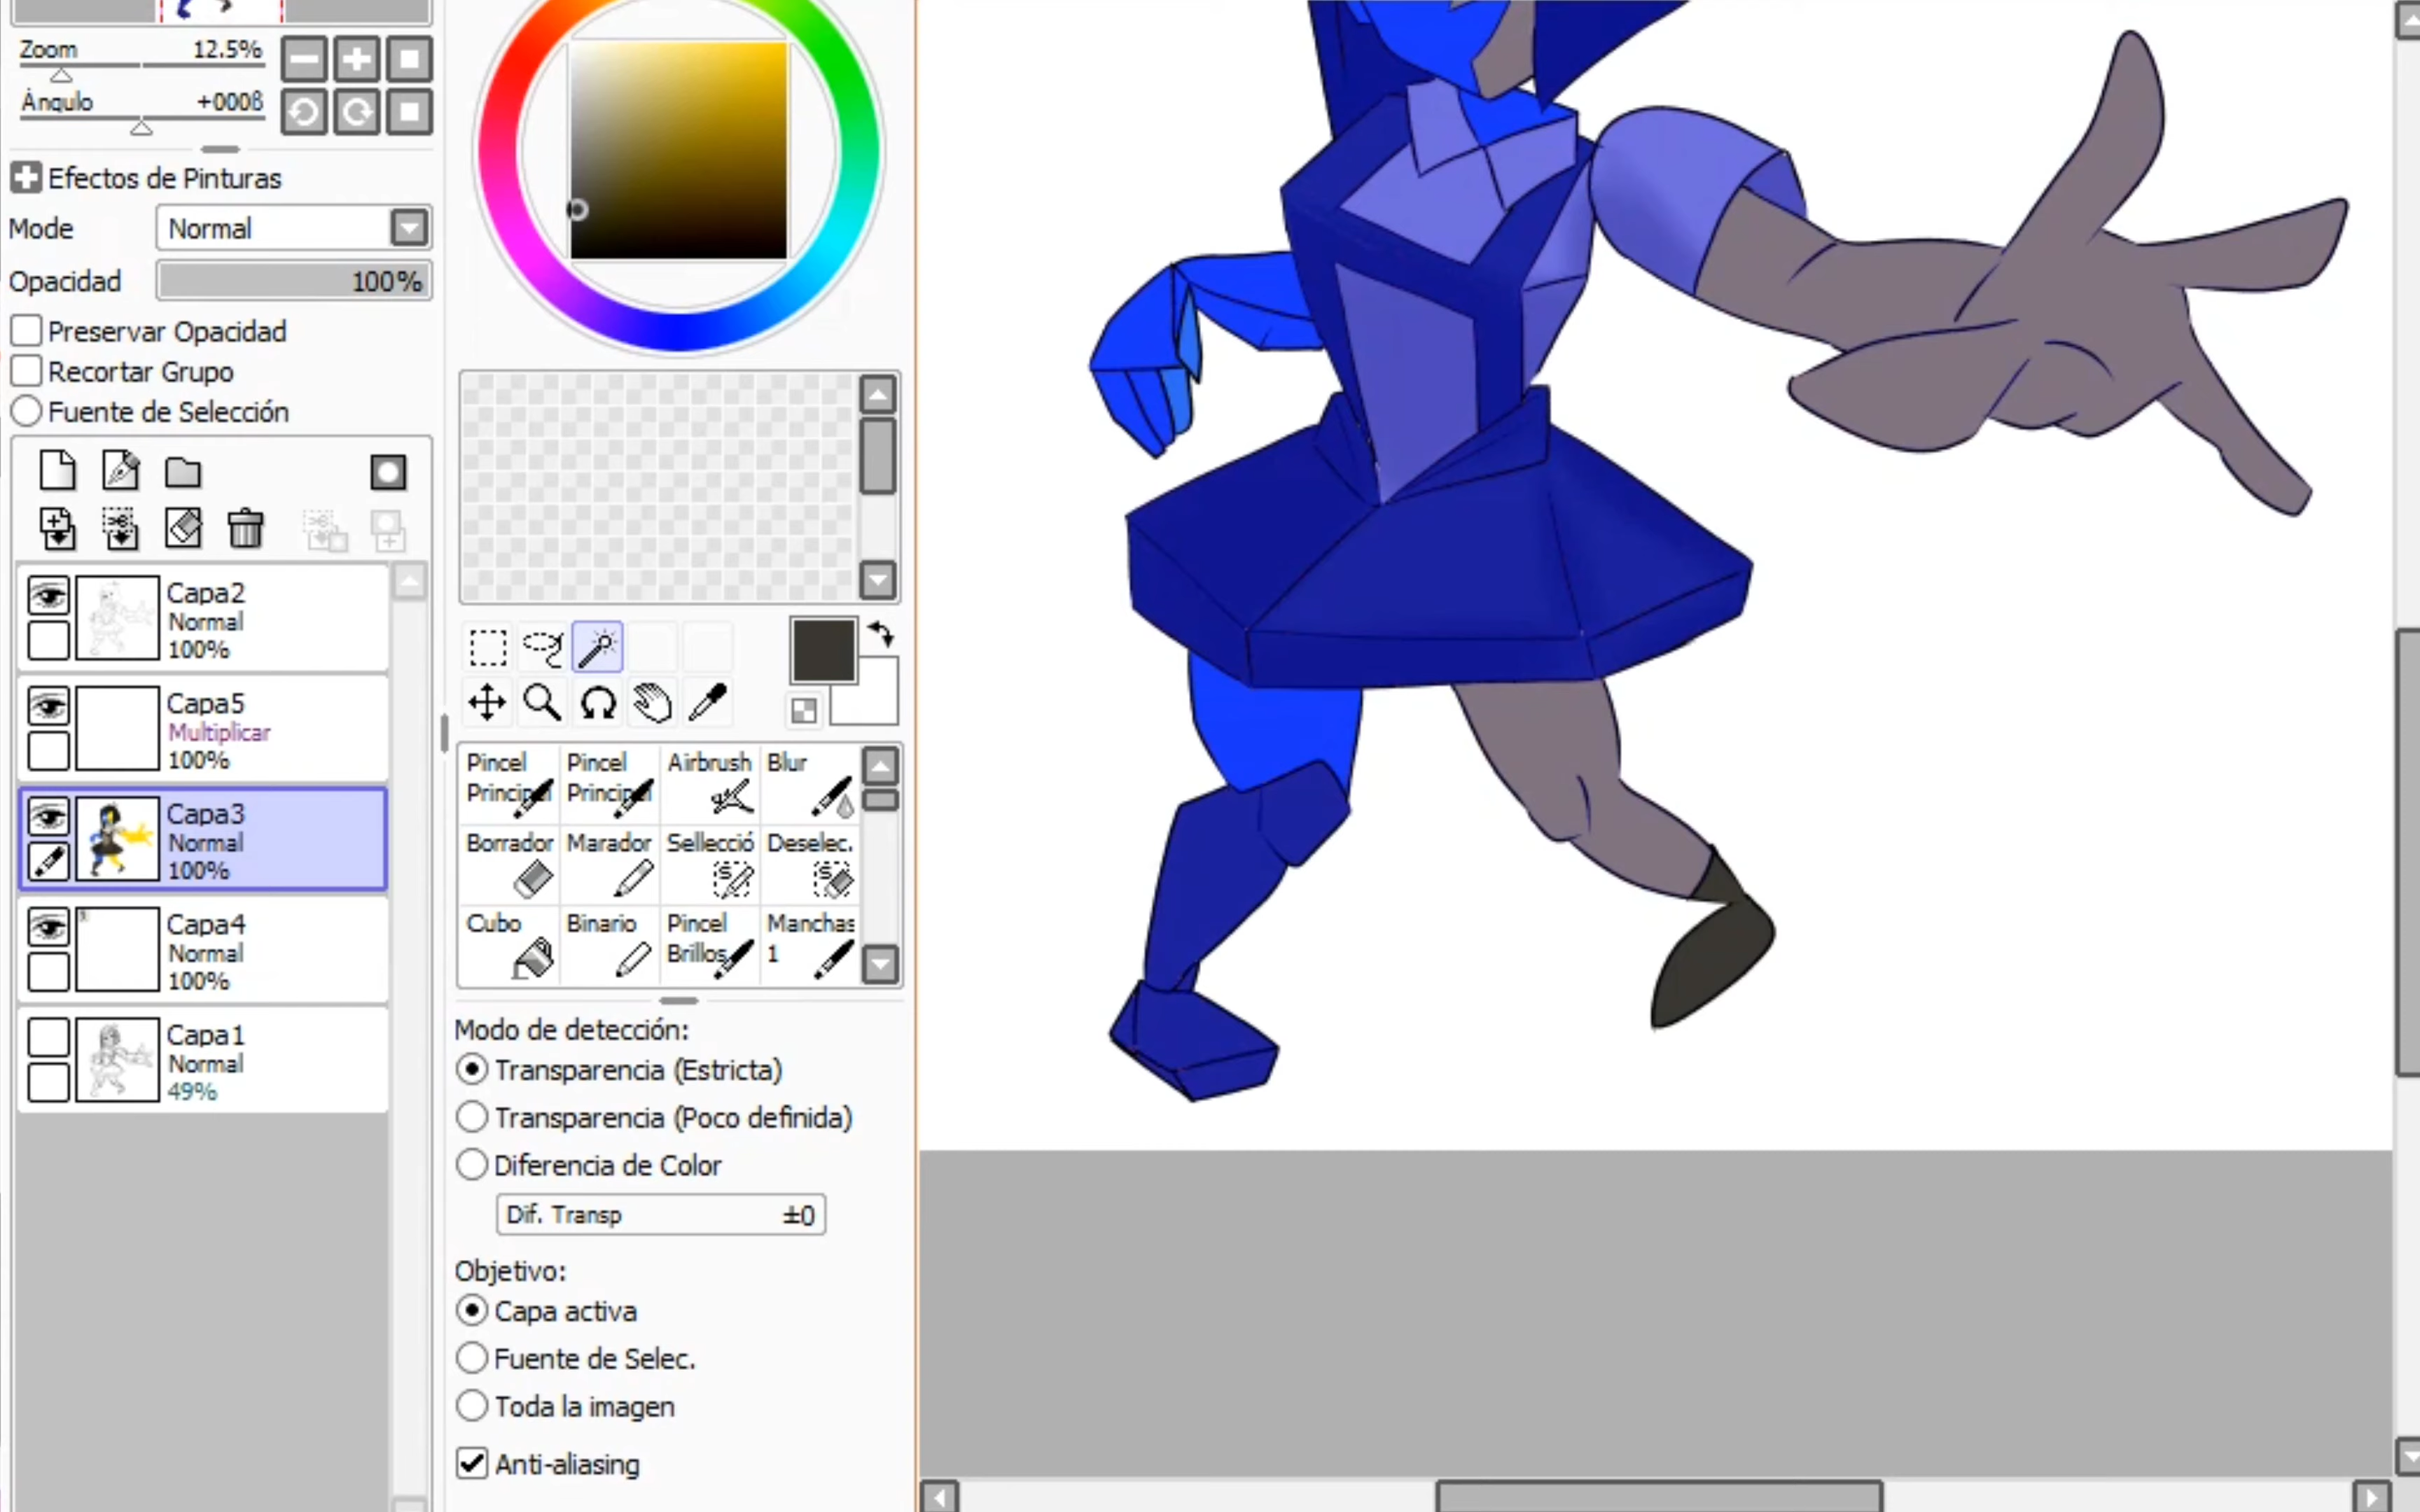 Zoom 12.5%
Ángulo +000ß
Efectos de Pinturas
Mode Normal
Opacidad 100%
Preservar Opacidad
Recortar Grupo
Fuente de Selección
Capa2
Normal
100%
Capa5
Multiplicar
100%
Capa3
Normal
100%
Capa4
Normal
100%
Capa1
Normal
49%
Pincel Pincel Airbrush Blur
Principal Principal
Borrador Marador Sellecció Deselec.
Cubo Binario Pincel Manchas
Brillos 1
Modo de detección:
Transparencia (Estricta)
Transparencia (Poco definida)
Diferencia de Color
Dif. Transp ±0
Objetivo:
Capa activa
Fuente de Selec.
Toda la imagen
Anti-aliasing